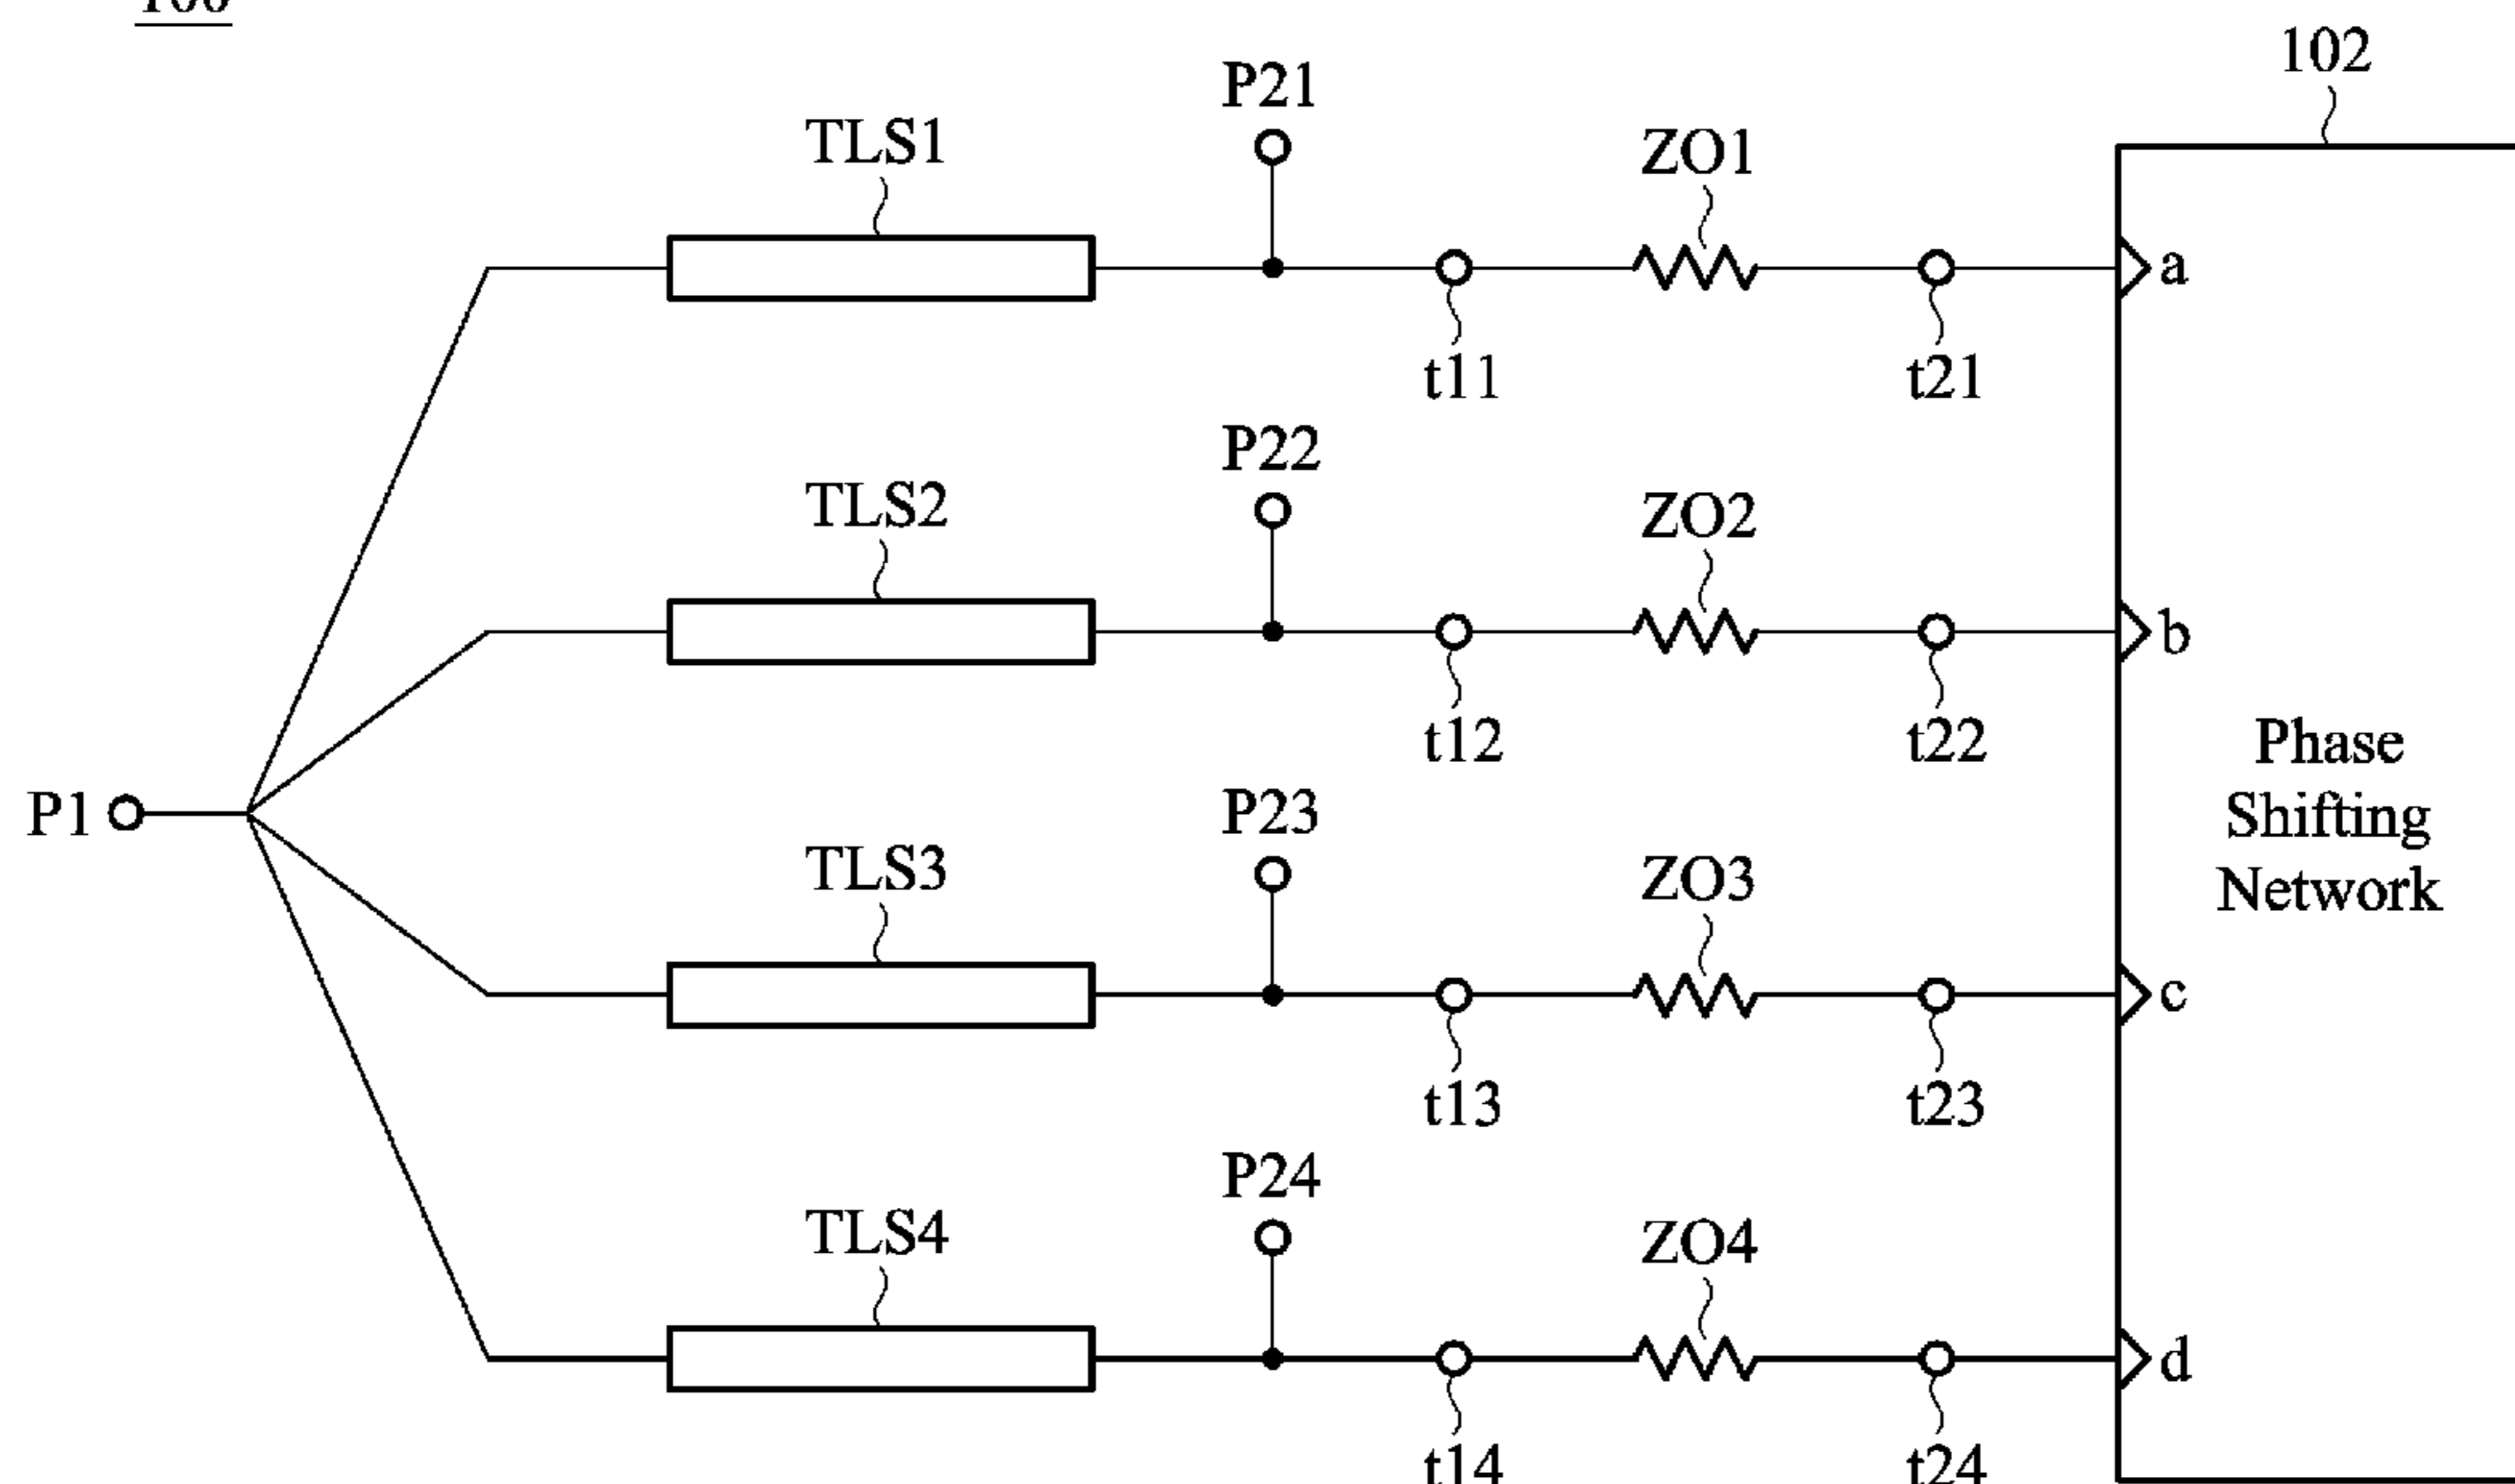 102
P21
TLS1
ZO1
a
t11
t21
P22
TLS2
ZO2
b
t12
t22
Phase
Shifting
Network
P1
P23
TLS3
ZO3
c
t13
t23
P24
TLS4
ZO4
d
t14
t24